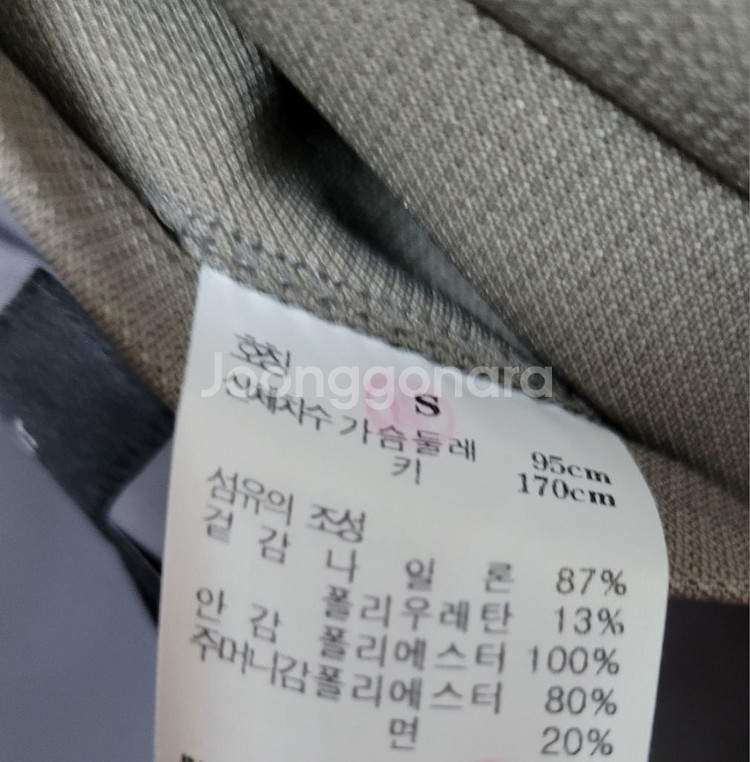 호칭 S
Joonggonara
신체치수 가슴둘레 95cm
키 170cm
섬유의 조성
겉감 나일론 87%
폴리우레탄 13%
안감 폴리에스터 100%
주머니감 폴리에스터 80%
면 20%